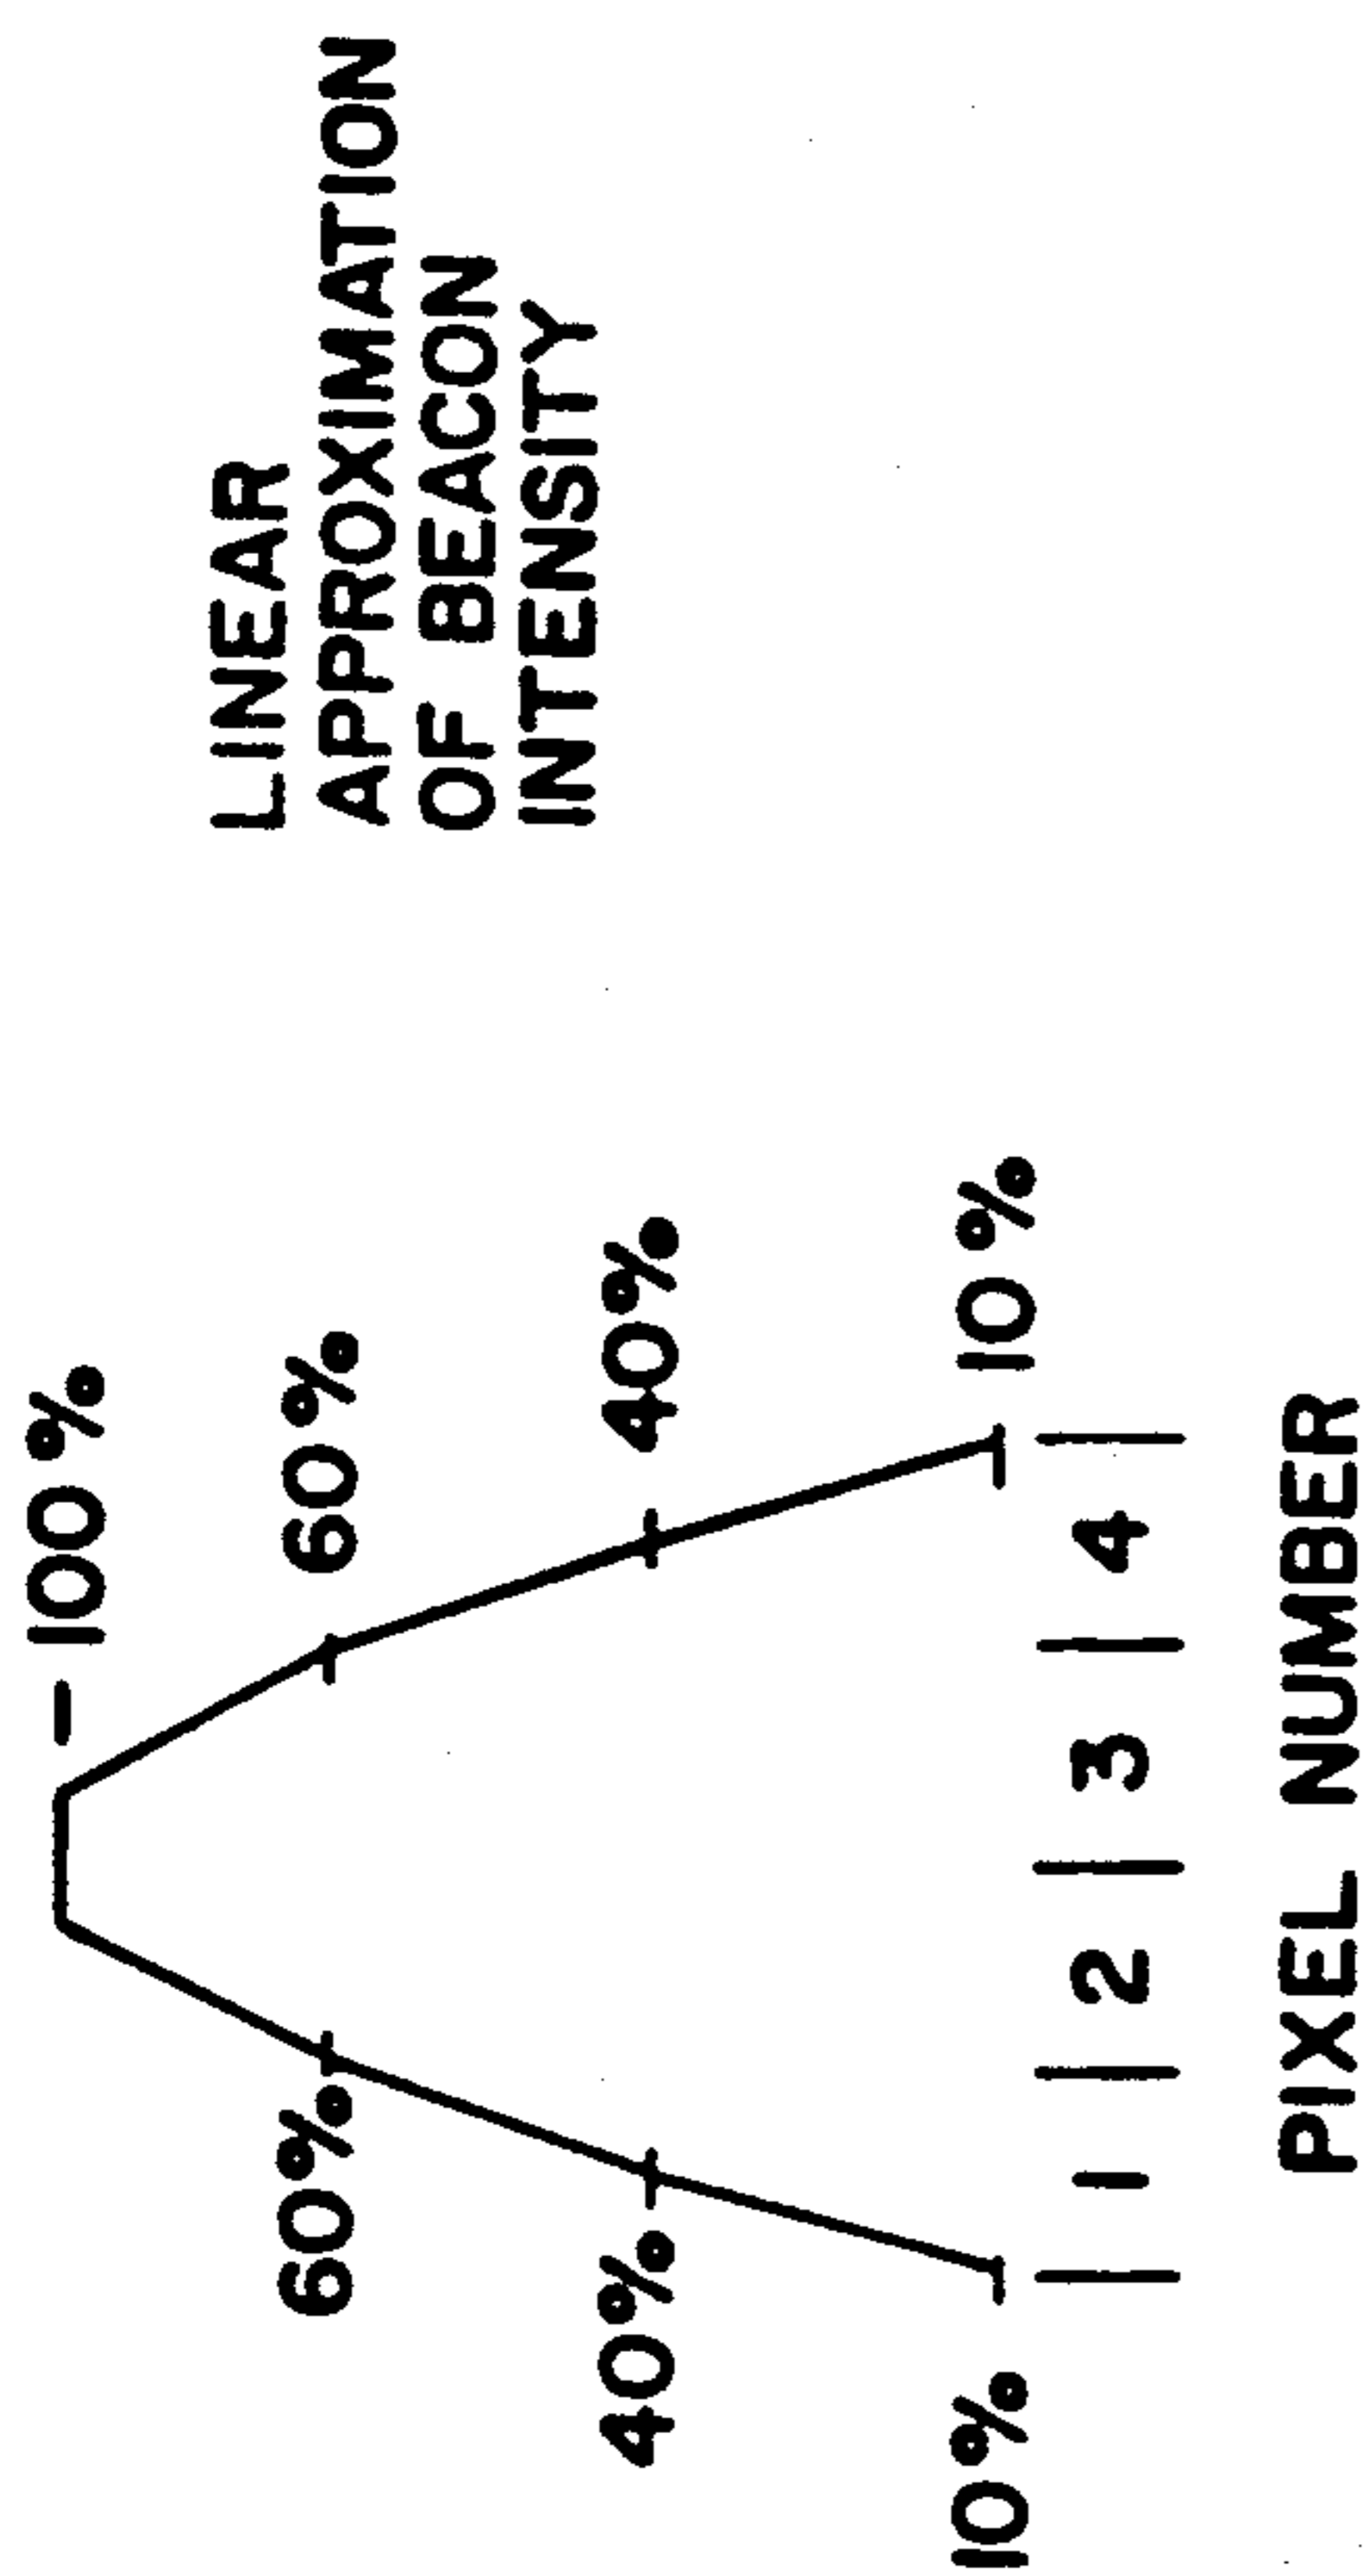 100%
60% 60%
40% 40%
10% 10%
1 2 3 4
PIXEL NUMBER
LINEAR
APPROXIMATION
OF BEACON
INTENSITY